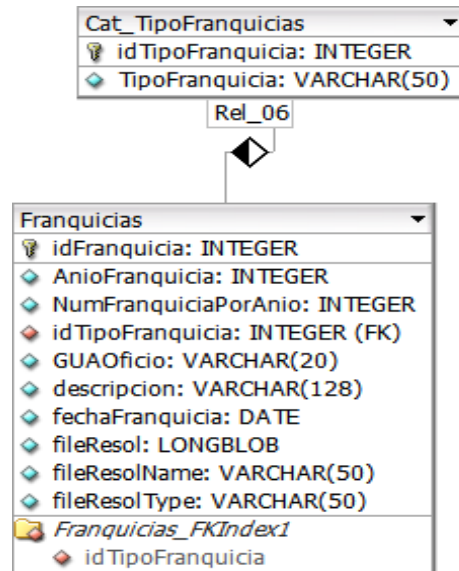 Cat_TipoFranquicias
idTipoFranquicia: INTEGER
TipoFranquicia: VARCHAR(50)
Rel_06
Franquicias
idFranquicia: INTEGER
AnioFranquicia: INTEGER
NumFranquiciaPorAnio: INTEGER
idTipoFranquicia: INTEGER (FK)
GUAOficio: VARCHAR(20)
descripcion: VARCHAR(128)
fechaFranquicia: DATE
fileResol: LONGBLOB
fileResolName: VARCHAR(50)
fileResolType: VARCHAR(50)
Franquicias_FKIndex1
idTipoFranquicia